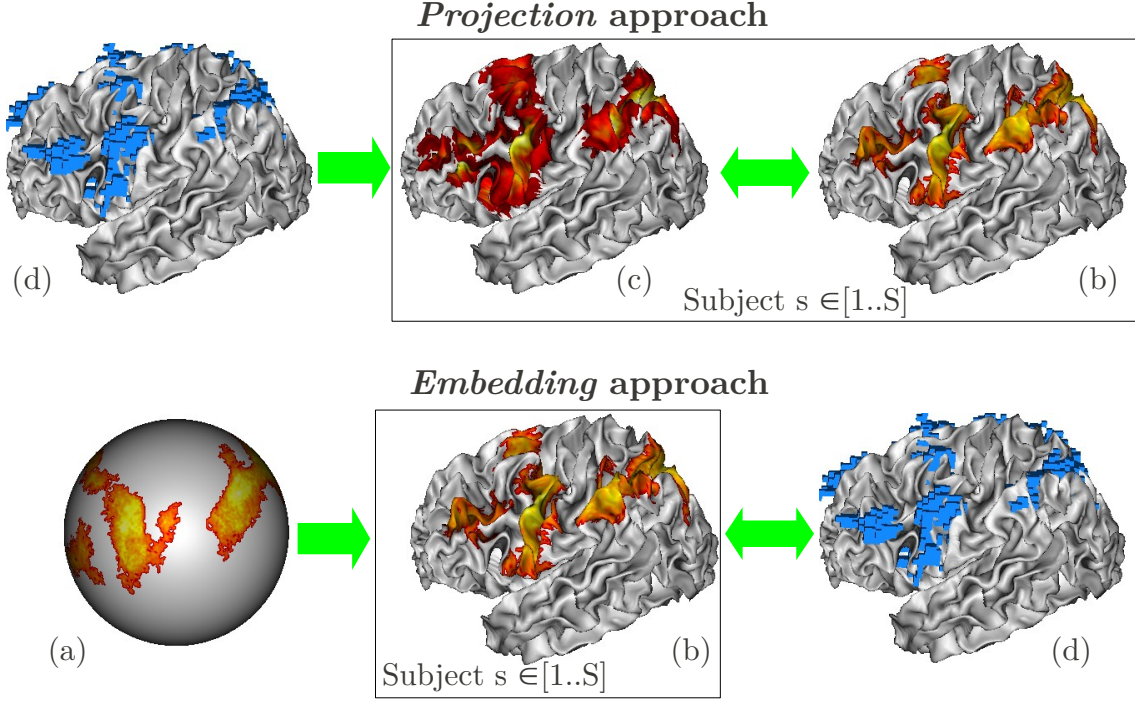 Projection approach
(d)
(c)
(b)
Subject s ∈[1..S]
Embedding approach
(a)
(b)
(d)
Subject s ∈[1..S]